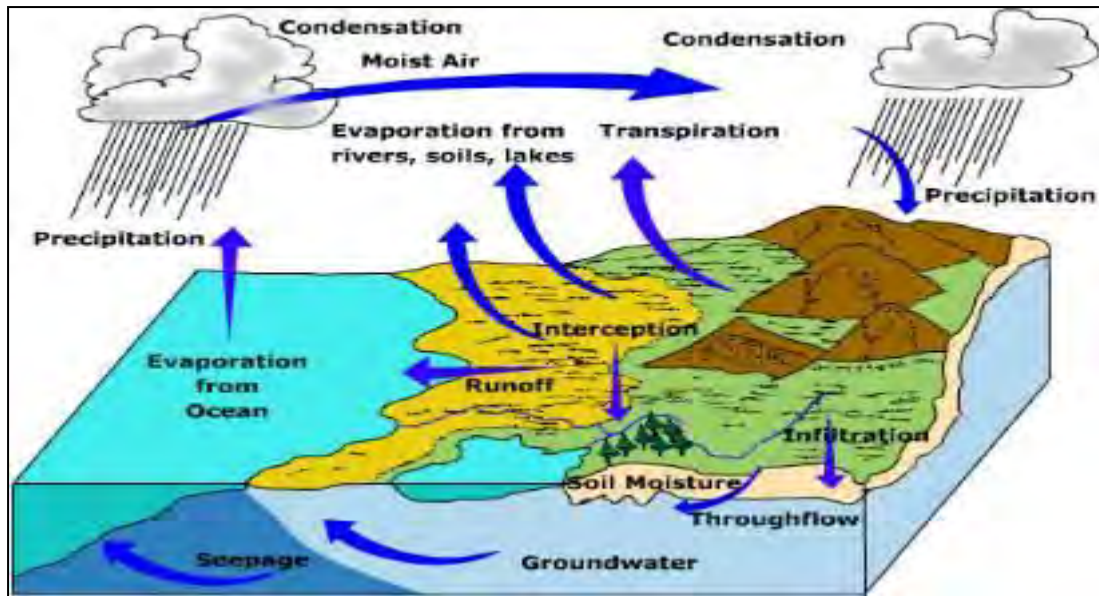 Condensation
Condensation
Moist Air
Evaporation from
rivers, soils, lakes
Transpiration
Precipitation
Precipitation
Interception
Evaporation
from
Ocean
Runoff
Infiltration
Soil Moisture
Throughflow
Seepage
Groundwater